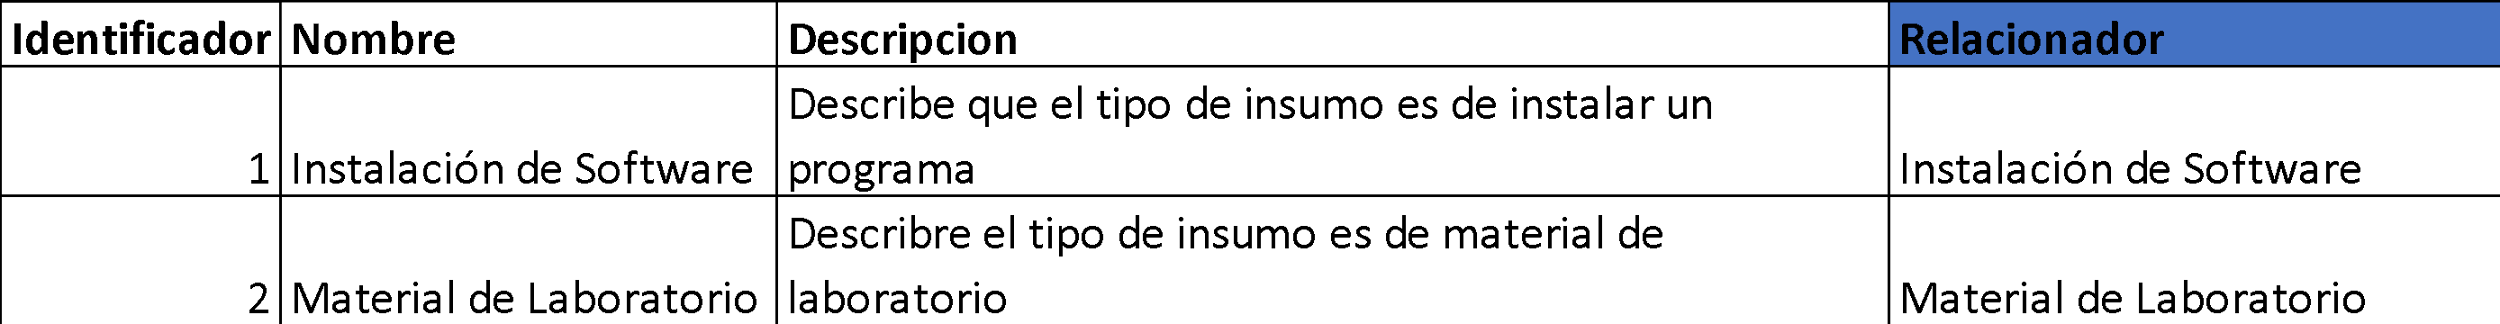 Identificador Nombre Descripcion Relacionador
Describe que el tipo de insumo es de instalar un
1 Instalación de Software programa Instalación de Software
Describre el tipo de insumo es de material de
2 Material de Laboratorio laboratorio Material de Laboratorio